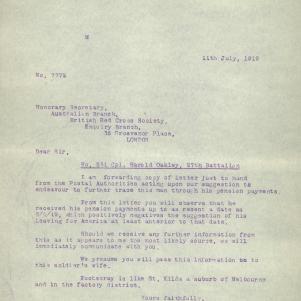 M
11th July, 1919
No. 777%
Honorary Secretary,
Australian Branch,
British Red Cross Society,
Enquiry Branch,
36 Grosvenor Place,
LONDON
Dear Sir,
Cpl. Harold Oakley, 27th Battalion
I am forwarding copy of letter just to hand
from the Postal Authorities acting upon our suggestion to
endeavour to further trace this man through his pension payments.
From this letter you will observe that he
received his pension payments up to as recent a date as
which positively negatives the suggestion of his
Leaving for America at least anterior to that date.
Should we receive any further information from
this as it appears to me the most likely source, we will
immediately communicate with you.
We presume you will pass this information on to
this soldier's wife.
Footscray is like St. Kilda a suburb of Melbourne
and in the factory district.
Yours faithfully,